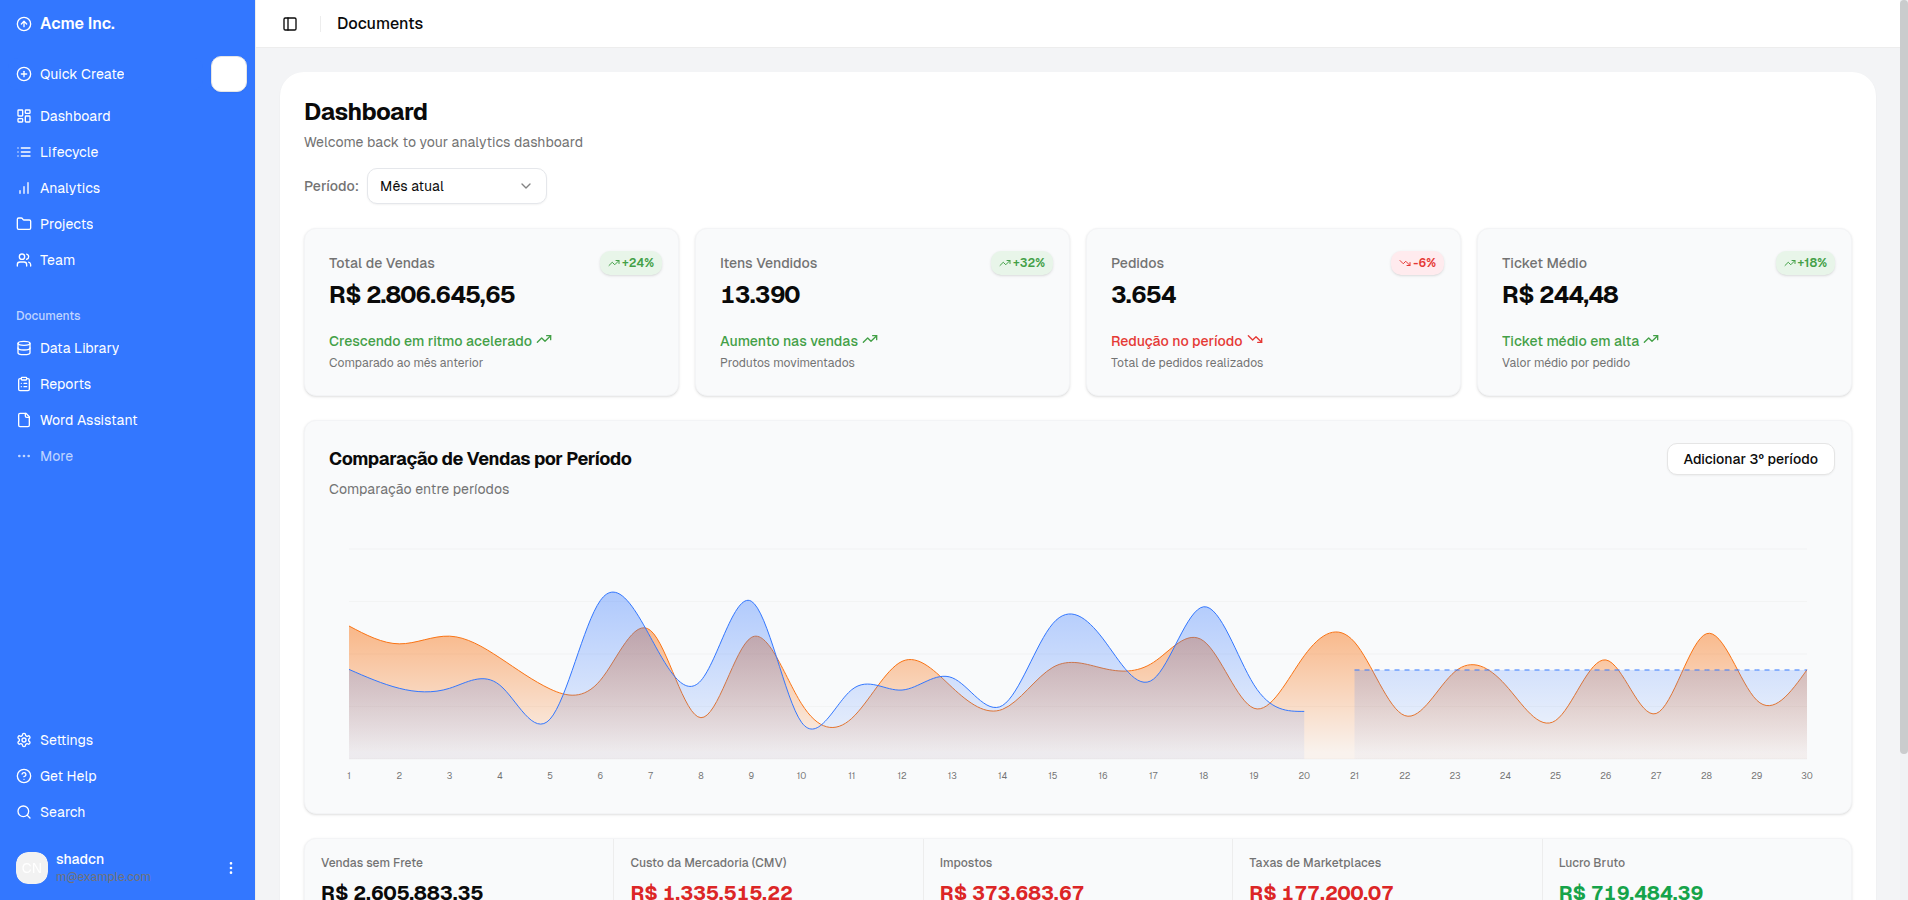 Acme Inc.
Quick Create
Dashboard
Lifecycle
Analytics
Projects
Team
Documents
Data Library
Reports
Word Assistant
More
Settings
Get Help
Search
CN
shadcn
m@example.com
Documents
Dashboard
Welcome back to your analytics dashboard
Período: Mês atual
Total de Vendas +24%
R$ 2.806.645,65
Crescendo em ritmo acelerado
Comparado ao mês anterior
Itens Vendidos +32%
13.390
Aumento nas vendas
Produtos movimentados
Pedidos -6%
3.654
Redução no período
Total de pedidos realizados
Ticket Médio +18%
R$ 244,48
Ticket médio em alta
Valor médio por pedido
Comparação de Vendas por Período
Adicionar 3º período
Comparação entre períodos
1 2 3 4 5 6 7 8 9 10 11 12 13 14 15 16 17 18 19 20 21 22 23 24 25 26 27 28 29 30
Vendas sem Frete
R$ 2.605.883,35
Custo da Mercadoria (CMV)
R$ 1.335.515,22
Impostos
R$ 373.683,67
Taxas de Marketplaces
R$ 177.200,07
Lucro Bruto
R$ 719.484,39